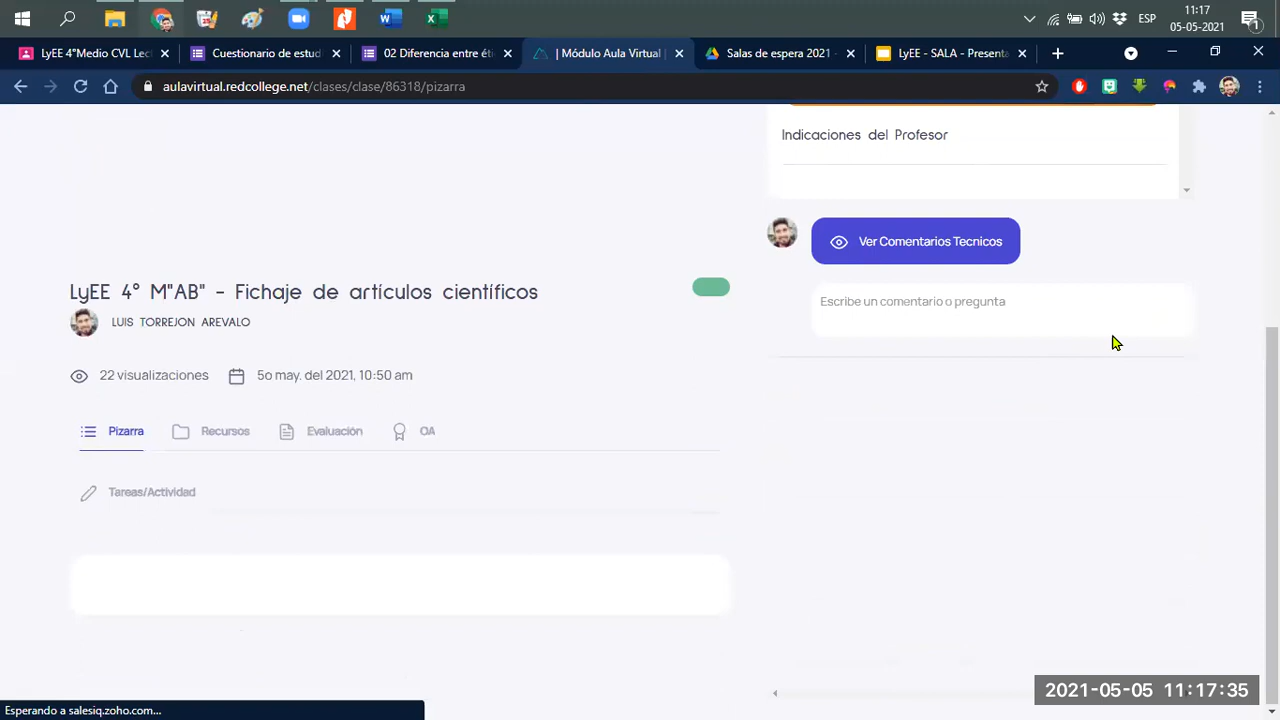 11:17
ESP
05-05-2021
LyEE 4°Medio CVL Lec
Cuestionario de estud
02 Diferencia entre éti
| Módulo Aula Virtual |
Salas de espera 2021 -
LyEE - SALA - Presenta
aulavirtual.redcollege.net/clases/clase/86318/pizarra
Indicaciones del Profesor
Ver Comentarios Tecnicos
Escribe un comentario o pregunta
LyEE 4° M"AB" - Fichaje de artículos científicos
LUIS TORREJON AREVALO
22 visualizaciones
5o may. del 2021, 10:50 am
Pizarra
Recursos
Evaluación
OA
Tareas/Actividad
Esperando a salesiq.zoho.com...
2021-05-05 11:17:35